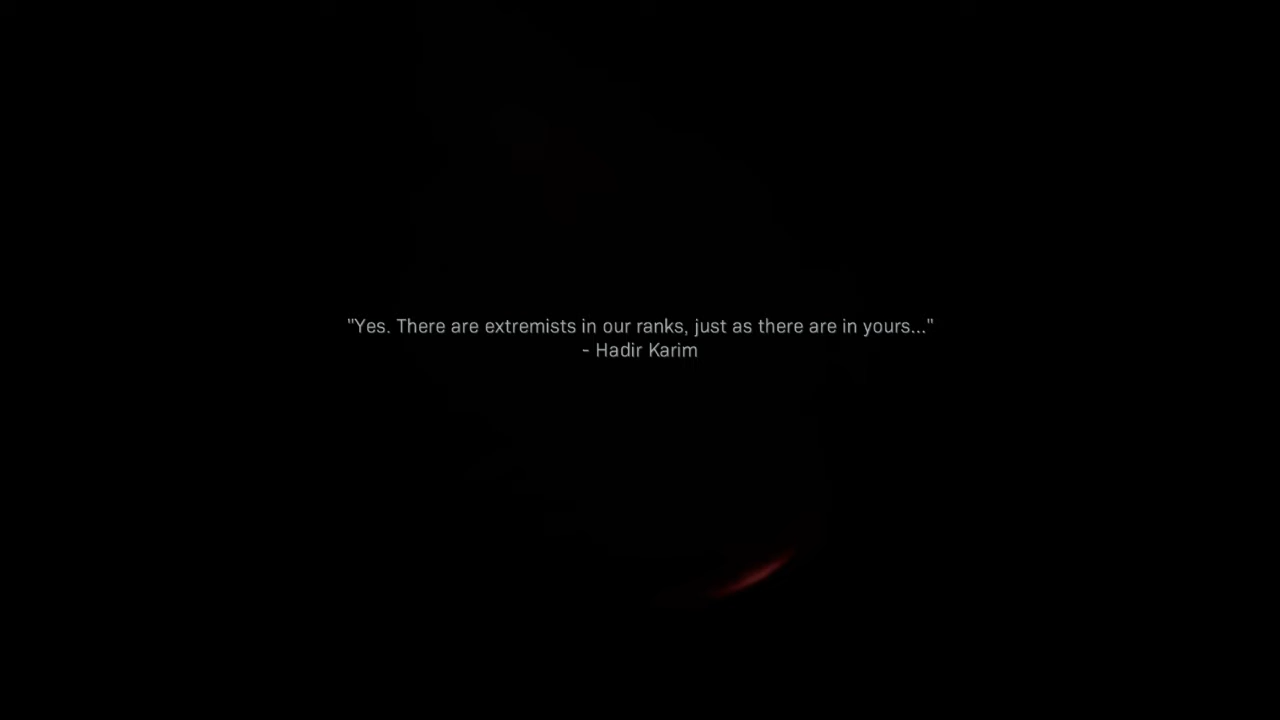 "Yes. There are extremists in our ranks, just as there are in yours..."
- Hadir Karim